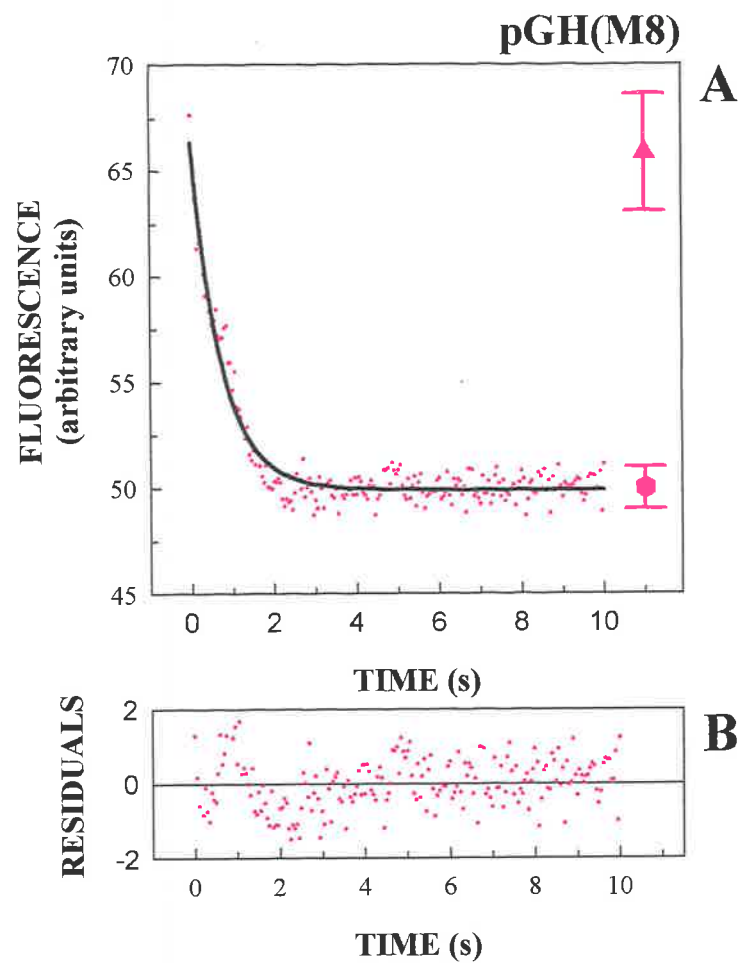 pGH(M8)
A
70
65
60
55
50
45
FLUORESCENCE
(arbitrary units)
0 2 4 6 8 10
TIME (s)
B
2
0
-2
RESIDUALS
0 2 4 6 8 10
TIME (s)